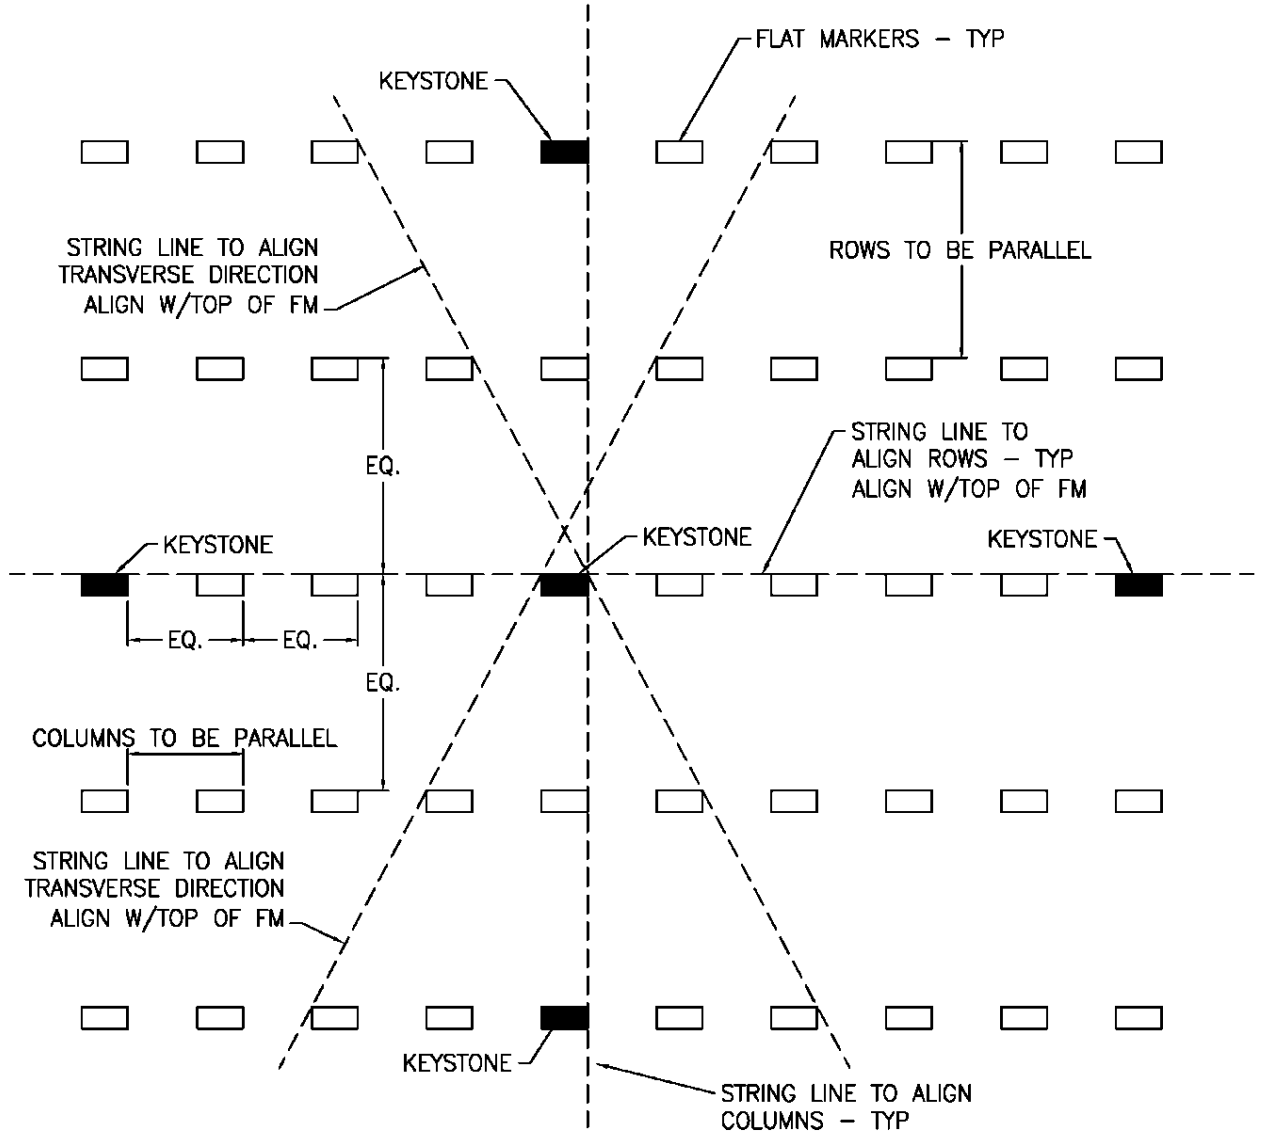 FLAT MARKERS - TYP
KEYSTONE
STRING LINE TO ALIGN
TRANSVERSE DIRECTION
ALIGN W/TOP OF FM
ROWS TO BE PARALLEL
EQ.
STRING LINE TO
ALIGN ROWS - TYP
ALIGN W/TOP OF FM
KEYSTONE
KEYSTONE
KEYSTONE
EQ.
EQ.
EQ.
COLUMNS TO BE PARALLEL
STRING LINE TO ALIGN
TRANSVERSE DIRECTION
ALIGN W/TOP OF FM
KEYSTONE
STRING LINE TO ALIGN
COLUMNS - TYP